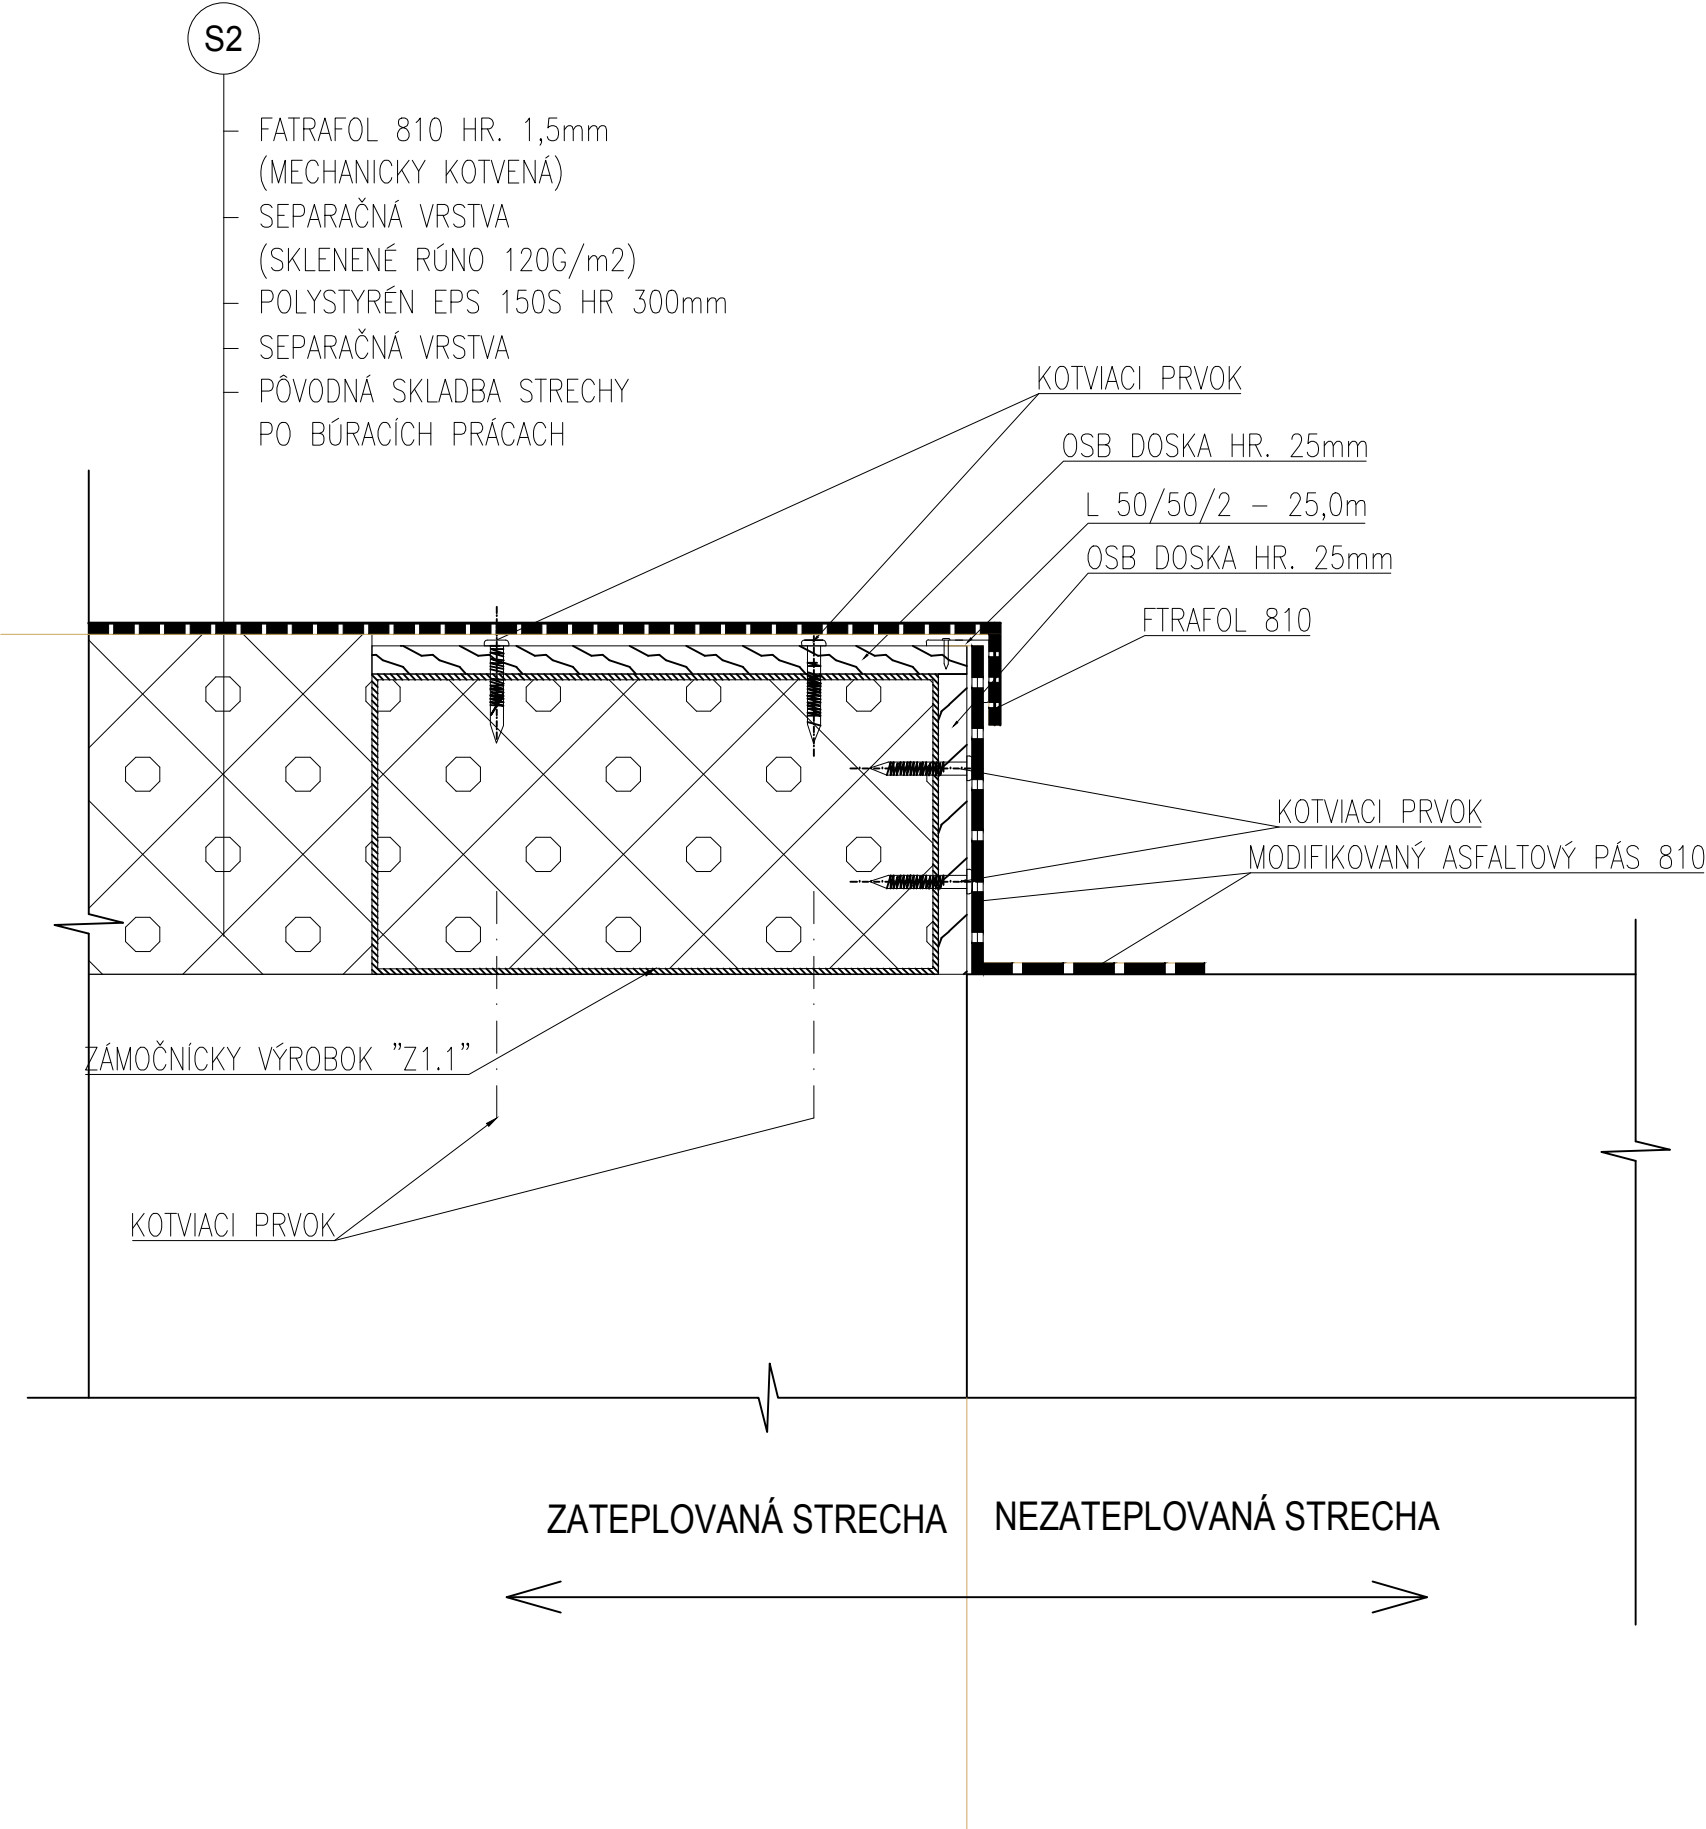 S2
FATRAFOL 810 HR. 1,5mm
(MECHANICKY KOTVENÁ)
SEPARAČNÁ VRSTVA
(SKLENENÉ RÚNO 120G/m2)
POLYSTYRÉN EPS 150S HR 300mm
SEPARAČNÁ VRSTVA
PÔVODNÁ SKLADBA STRECHY
PO BÚRACÍCH PRÁCACH
KOTVIACI PRVOK
OSB DOSKA HR. 25mm
L 50/50/2 - 25,0m
OSB DOSKA HR. 25mm
FTRAFOL 810
KOTVIACI PRVOK
MODIFIKOVANÝ ASFALTOVÝ PÁS 810
ZÁMOČNÍCKY VÝROBOK "Z1.1"
KOTVIACI PRVOK
ZATEPLOVANÁ STRECHA
NEZATEPLOVANÁ STRECHA